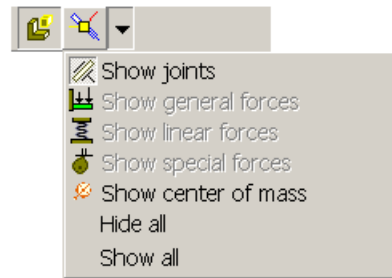 Show joints
Show general forces
Show linear forces
Show special forces
Show center of mass
Hide all
Show all